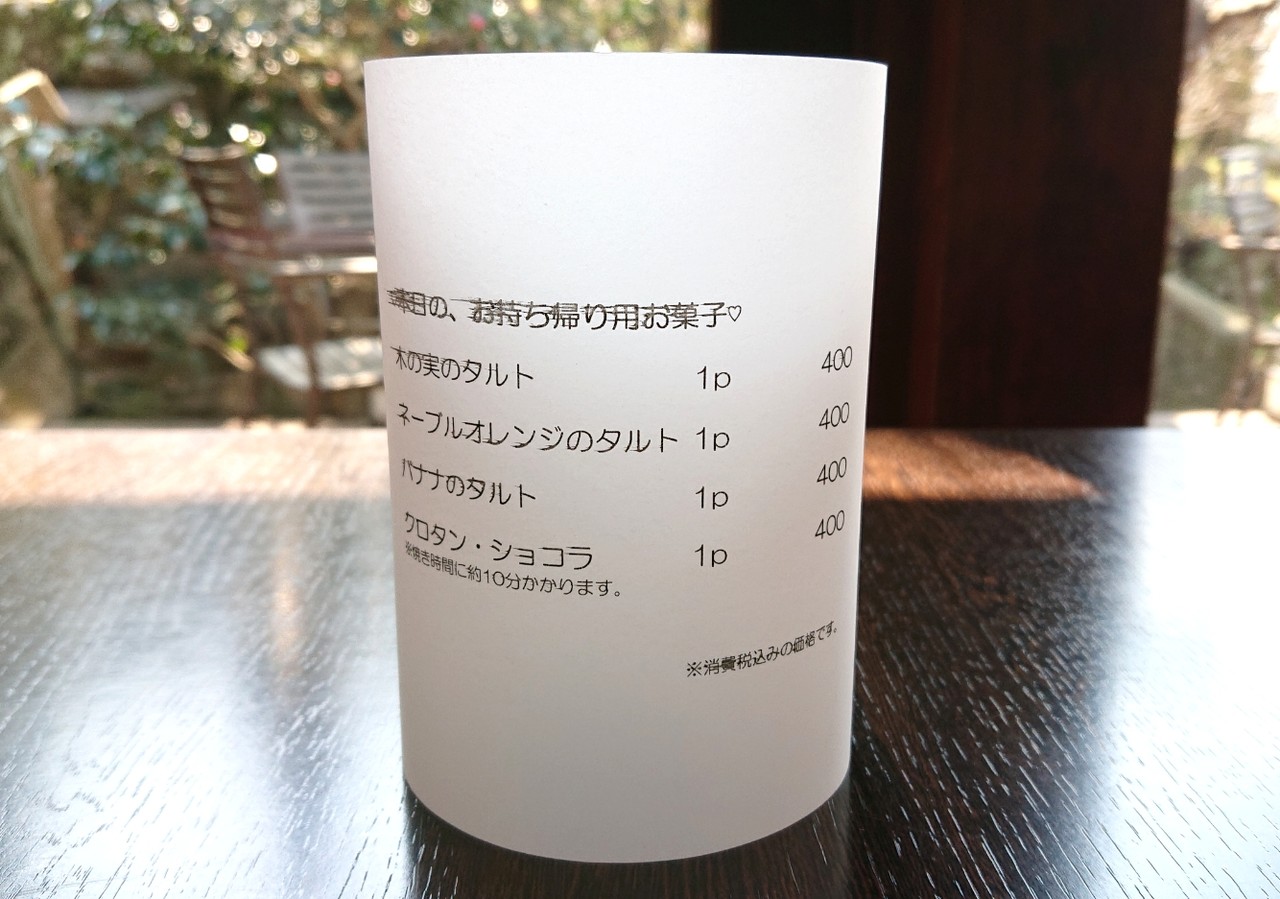 本日の、お持ち帰り用お菓子♡
木の実のタルト 1p 400
ネーブルオレンジのタルト 1p 400
バナナのタルト 1p 400
クロタン・ショコラ 1p 400
※焼き時間に約10分かかります。
※消費税込みの価格です。